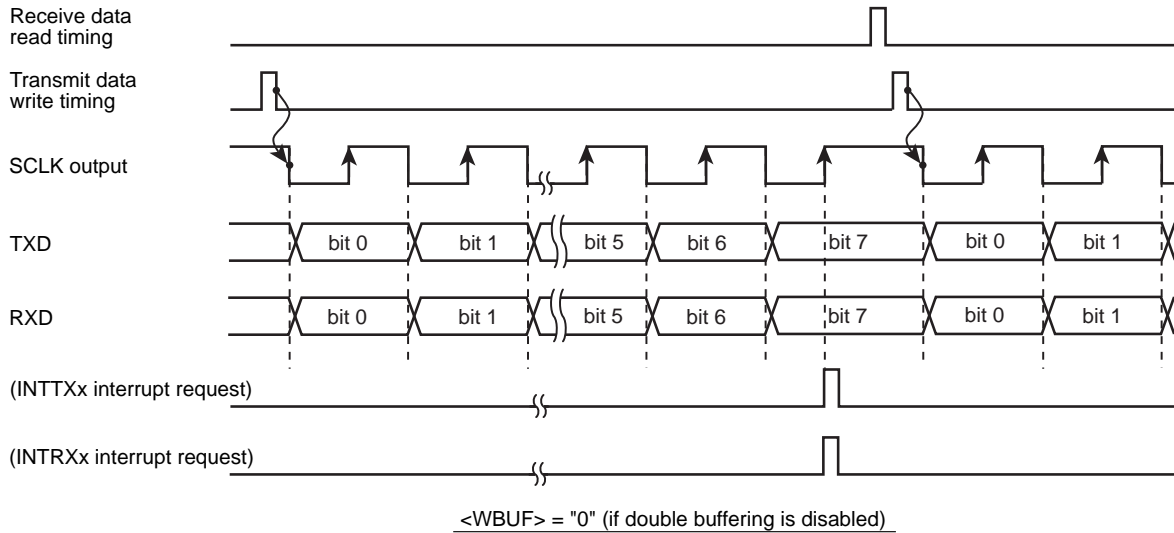 Receive data
read timing
Transmit data
write timing
SCLK output
TXD
bit 0 bit 1 bit 5 bit 6 bit 7 bit 0 bit 1
RXD
bit 0 bit 1 bit 5 bit 6 bit 7 bit 0 bit 1
(INTTXx interrupt request)
(INTRXx interrupt request)
<WBUF> = "0" (if double buffering is disabled)